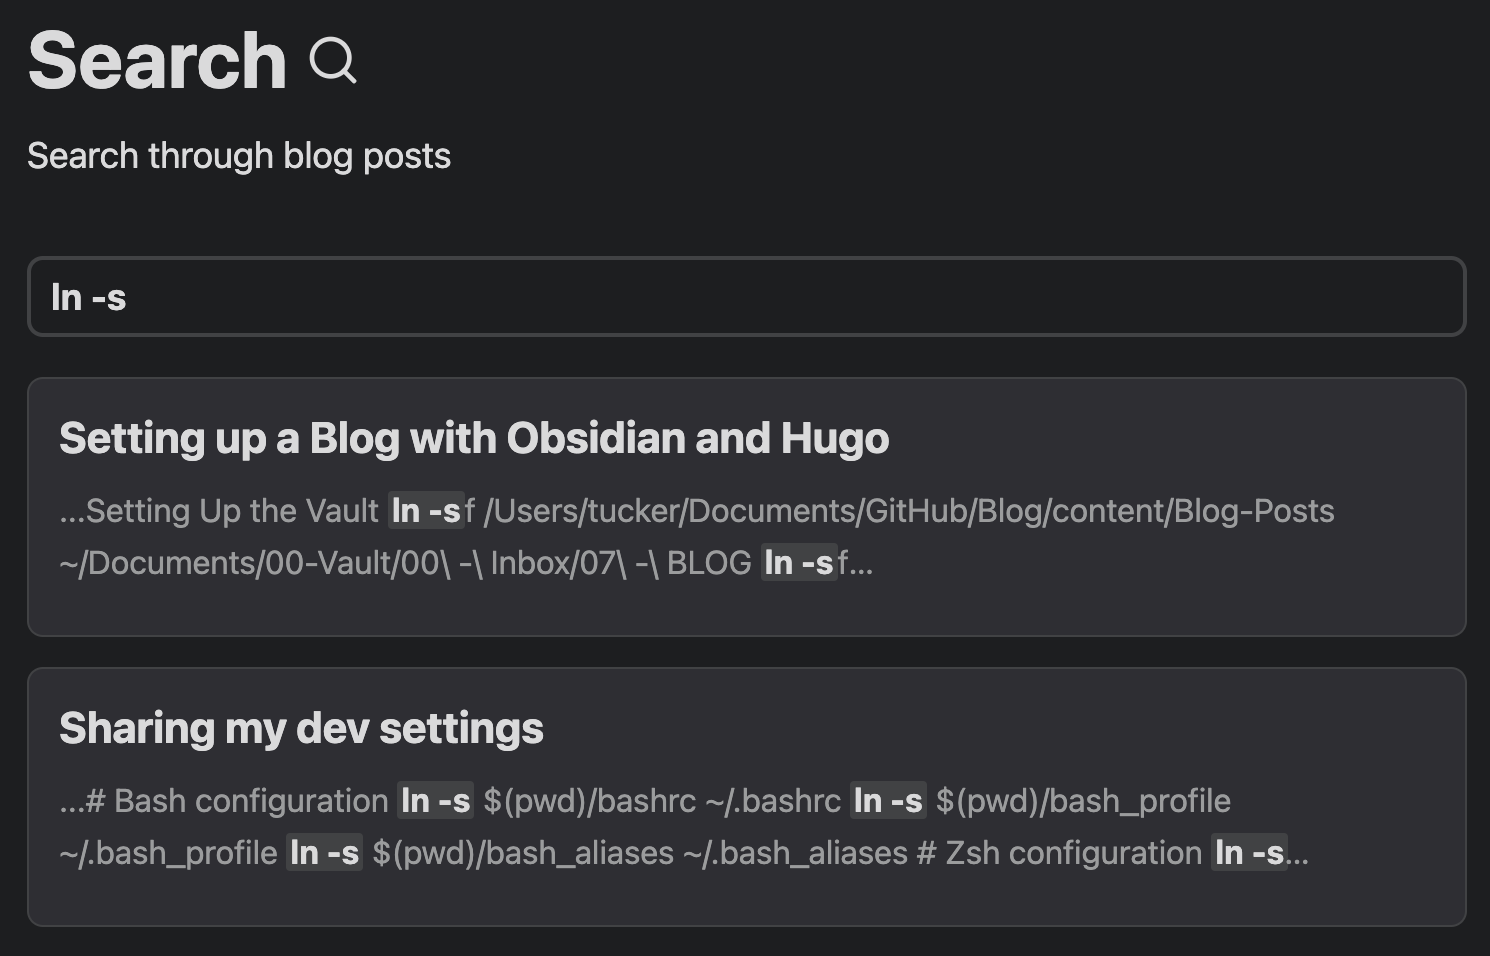 Search
Search through blog posts
ln -s
Setting up a Blog with Obsidian and Hugo
...Setting Up the Vault ln -sf /Users/tucker/Documents/GitHub/Blog/content/Blog-Posts
~/Documents/00-Vault/00\ -\ Inbox/07\ -\ BLOG ln -sf...
Sharing my dev settings
...# Bash configuration ln -s $(pwd)/bashrc ~/.bashrc ln -s $(pwd)/bash_profile
~/.bash_profile ln -s $(pwd)/bash_aliases ~/.bash_aliases # Zsh configuration ln -s...